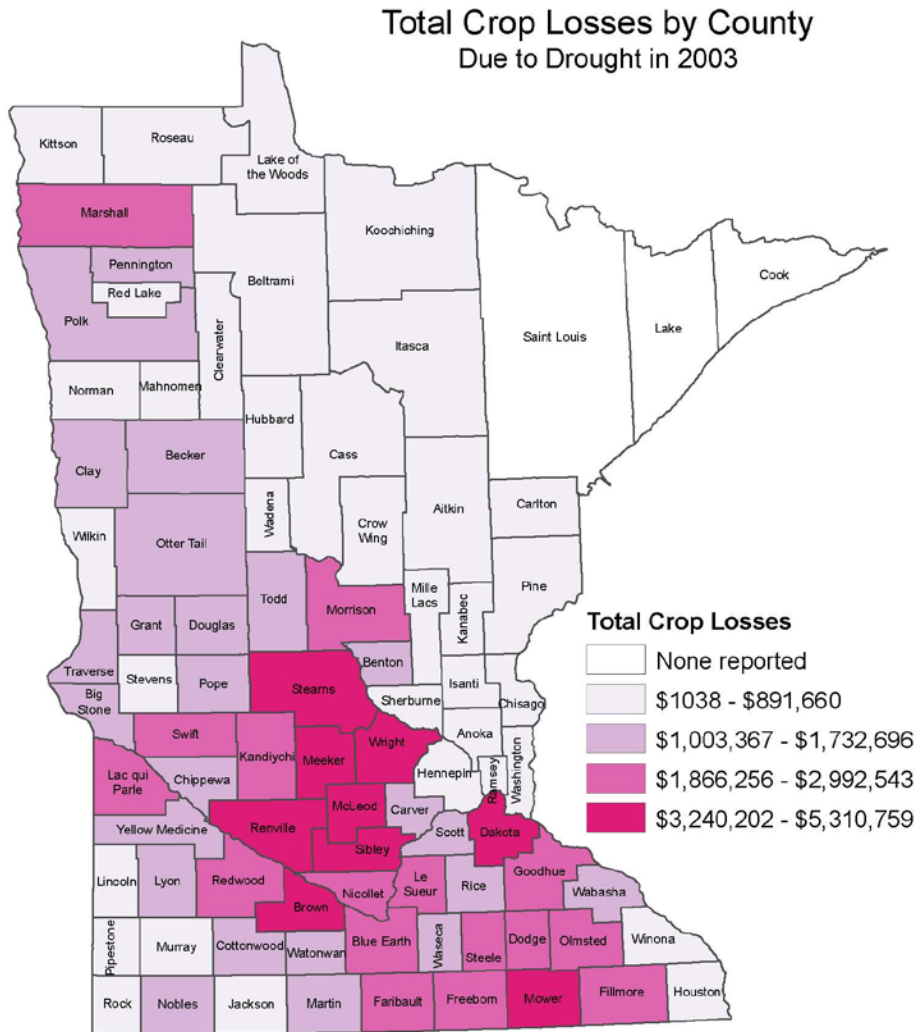 Total Crop Losses by County
Due to Drought in 2003
Kittson
Roseau
Lake of
the Woods
Marshall
Koochiching
Pennington
Beltrami
Cook
Red Lake
Polk
Clearwater
Saint Louis
Lake
Itasca
Norman
Mahnomen
Hubbard
Cass
Clay
Becker
Wadena
Aitkin
Carlton
Crow
Wing
Wilkin
Otter Tail
Pine
Mille
Lacs
Kanabec
Todd
Morrison
Grant
Douglas
Traverse
Stevens
Pope
Benton
Stearns
Isanti
Sherburne
Chisago
Big
Stone
Swift
Kandiyohi
Meeker
Wright
Anoka
Hennepin
Ramsey
Washington
Lac qui
Parle
Chippewa
McLeod
Carver
Yellow Medicine
Renville
Scott
Dakota
Sibley
Lincoln
Lyon
Redwood
Nicollet
Le
Sueur
Rice
Goodhue
Wabasha
Brown
Pipestone
Murray
Cottonwood
Watonwan
Blue Earth
Waseca
Steele
Dodge
Olmsted
Winona
Rock
Nobles
Jackson
Martin
Faribault
Freeborn
Mower
Fillmore
Houston
Total Crop Losses
None reported
$1038 - $891,660
$1,003,367 - $1,732,696
$1,866,256 - $2,992,543
$3,240,202 - $5,310,759